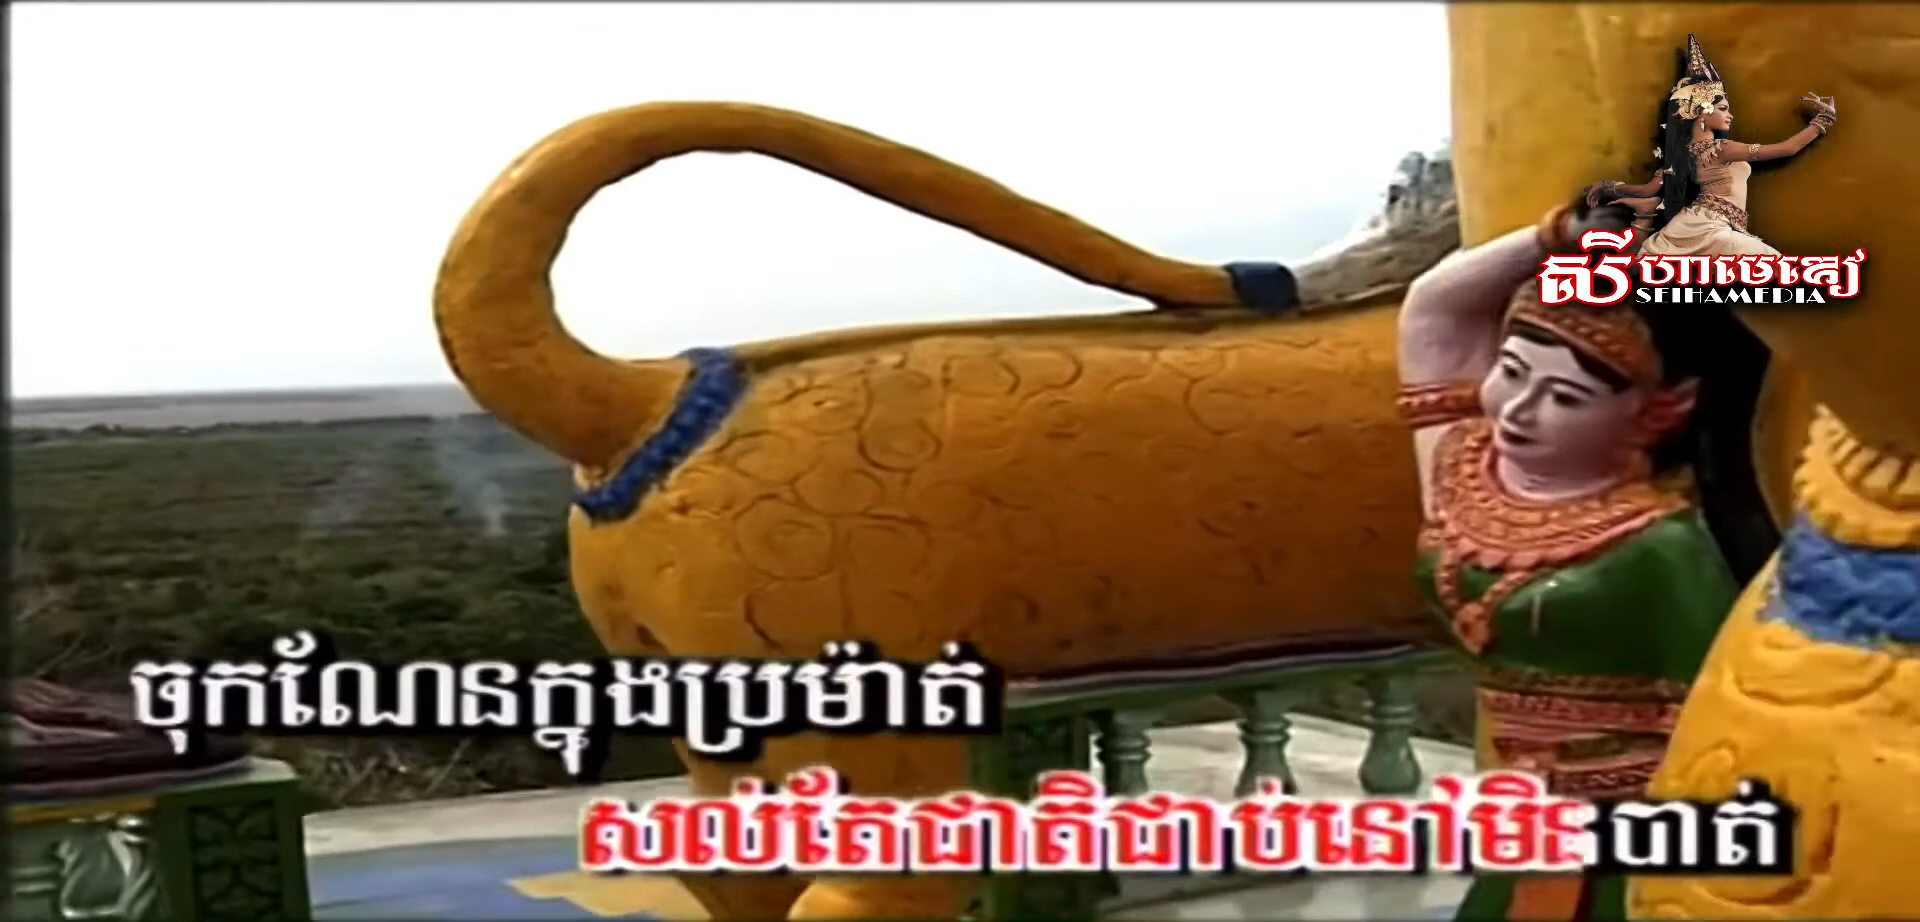 សីហាមេឌៀ
SEIHAMEDIA
ចុកណែនក្នុងប្រម៉ាត់
សល់តែជាតិជាប់នៅមិនបាត់